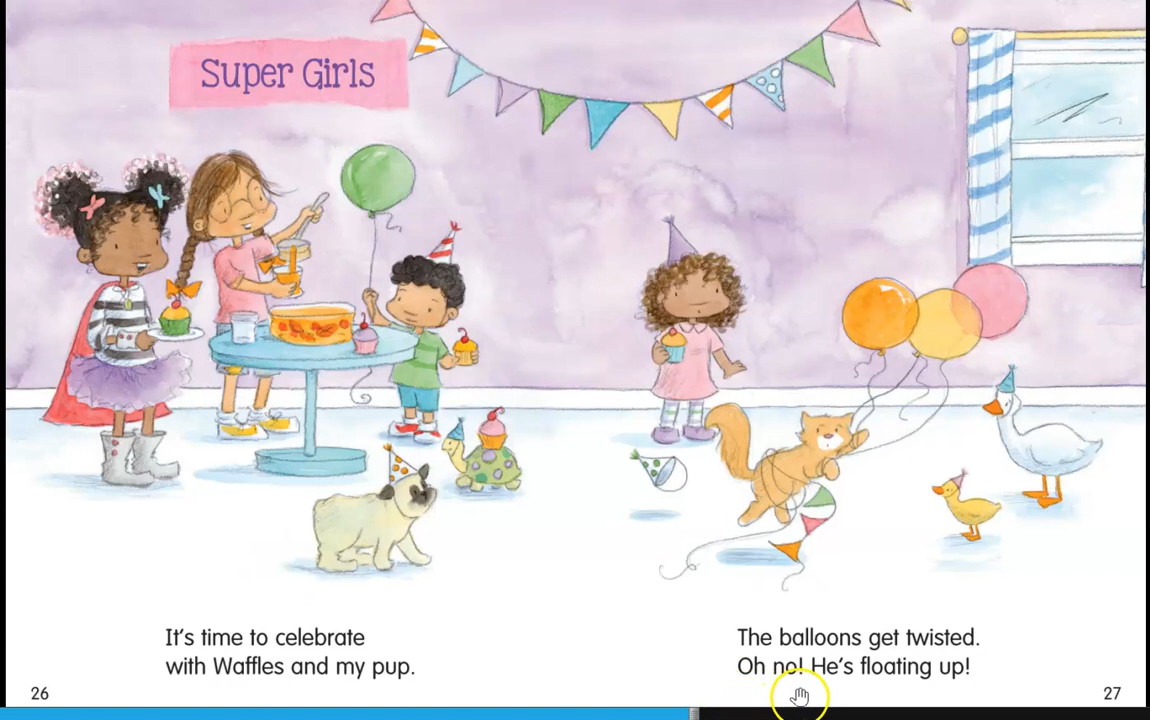 Super Girls
It's time to celebrate
with Waffles and my pup.
26
The balloons get twisted.
Oh no! He's floating up!
27